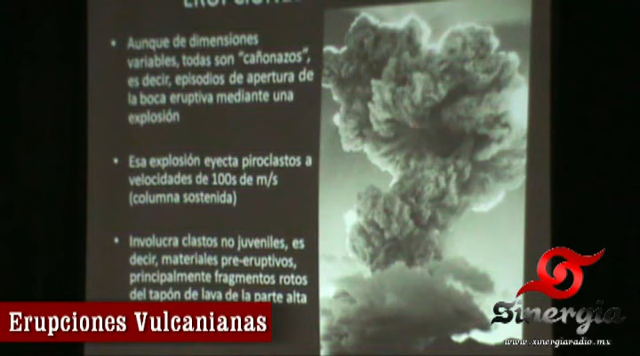 • Aunque de dimensiones
variables, todas son “cañonazos”,
es decir, episodios de apertura de
la boca eruptiva mediante una
explosión
• Esa explosión eyecta piroclastos a
velocidades de 100s de m/s
(columna sostenida)
• Involucra clastos no juveniles, es
decir, materiales pre-eruptivos,
principalmente fragmentos rotos
del tapón de lava de la parte alta
Erupciones Vulcanianas
Sinergia
www.xinergiaradio.mx